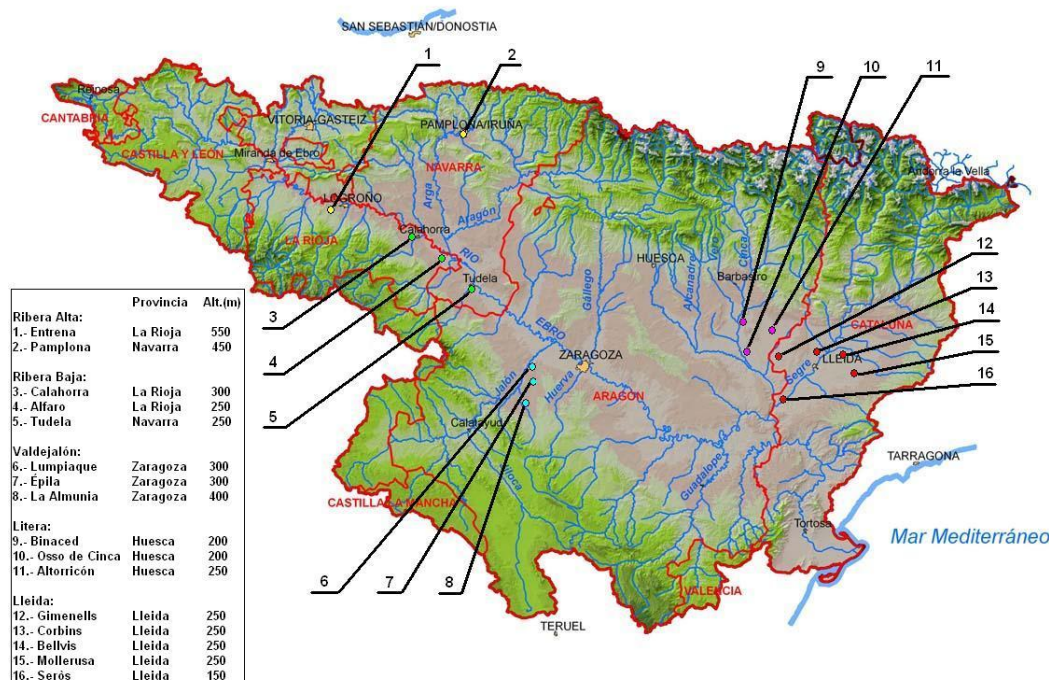 SAN SEBASTIÁN/DONOSTIA
1
2
9
10
11
Reinosa
CANTABRIA
VITORIA-GASTEIZ
PAMPLONA/IRUÑA
CASTILLA Y LEÓN
Miranda de Ebro
NAVARRA
Andorra la Vella
LOGROÑO
Arga
Aragón
LA RIOJA
Calahorra
RIO
HUESCA
Vero
Cinca
Alcanadre
Barbastro
12
13
14
15
16
Tudela
Gállego
EBRO
CATALUÑA
3
4
5
ZARAGOZA
Segre
LLEIDA
Jalón
Huerva
ARAGÓN
Calatayud
Jiloca
Guadalope
TARRAGONA
CASTILLA LA MANCHA
Tortosa
Mar Mediterráneo
6
7
8
VALENCIA
TERUEL
Provincia Alt.(m)
Ribera Alta:
1.- Entrena La Rioja 550
2.- Pamplona Navarra 450
Ribera Baja:
3.- Calahorra La Rioja 300
4.- Alfaro La Rioja 250
5.- Tudela Navarra 250
Valdejalón:
6.- Lumpiaque Zaragoza 300
7.- Épila Zaragoza 300
8.- La Almunia Zaragoza 400
Litera:
9.- Binaced Huesca 200
10.- Osso de Cinca Huesca 200
11.- Altorricón Huesca 250
Lleida:
12.- Gimenells Lleida 250
13.- Corbins Lleida 250
14.- Bellvis Lleida 250
15.- Mollerusa Lleida 250
16.- Serós Lleida 150